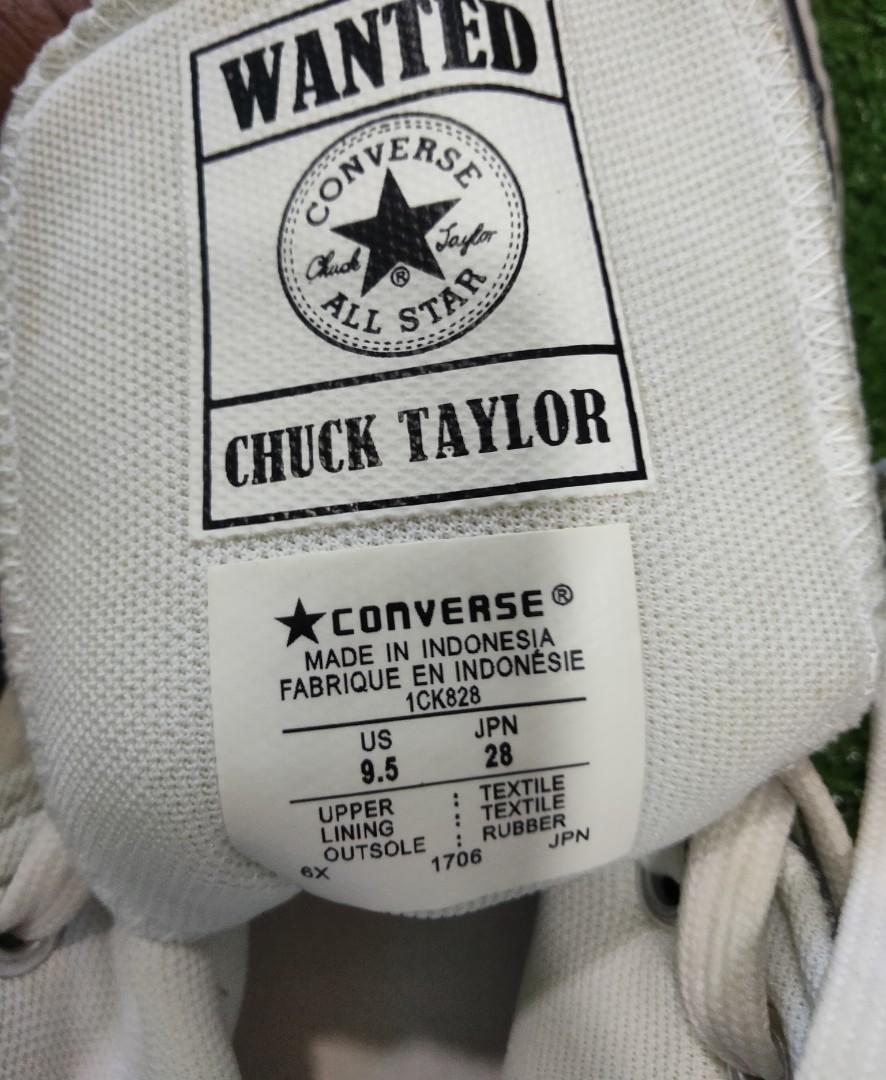 WANTED
CONVERSE
Chuck Taylor
®
ALL STAR
CHUCK TAYLOR
CONVERSE®
MADE IN INDONESIA
FABRIQUE EN INDONÉSIE
1CK828
US JPN
9.5 28
UPPER : TEXTILE
LINING : TEXTILE
OUTSOLE : RUBBER
6X 1706 JPN